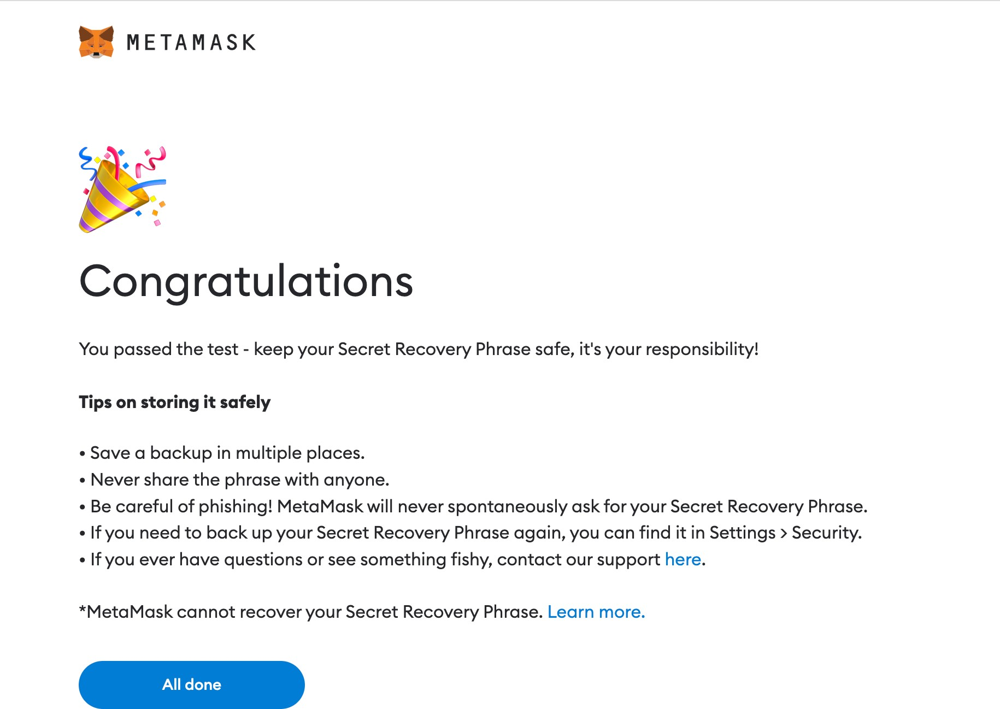 METAMASK
Congratulations
You passed the test - keep your Secret Recovery Phrase safe, it's your responsibility!
Tips on storing it safely
• Save a backup in multiple places.
• Never share the phrase with anyone.
• Be careful of phishing! MetaMask will never spontaneously ask for your Secret Recovery Phrase.
• If you need to back up your Secret Recovery Phrase again, you can find it in Settings > Security.
• If you ever have questions or see something fishy, contact our support here.
*MetaMask cannot recover your Secret Recovery Phrase. Learn more.
All done